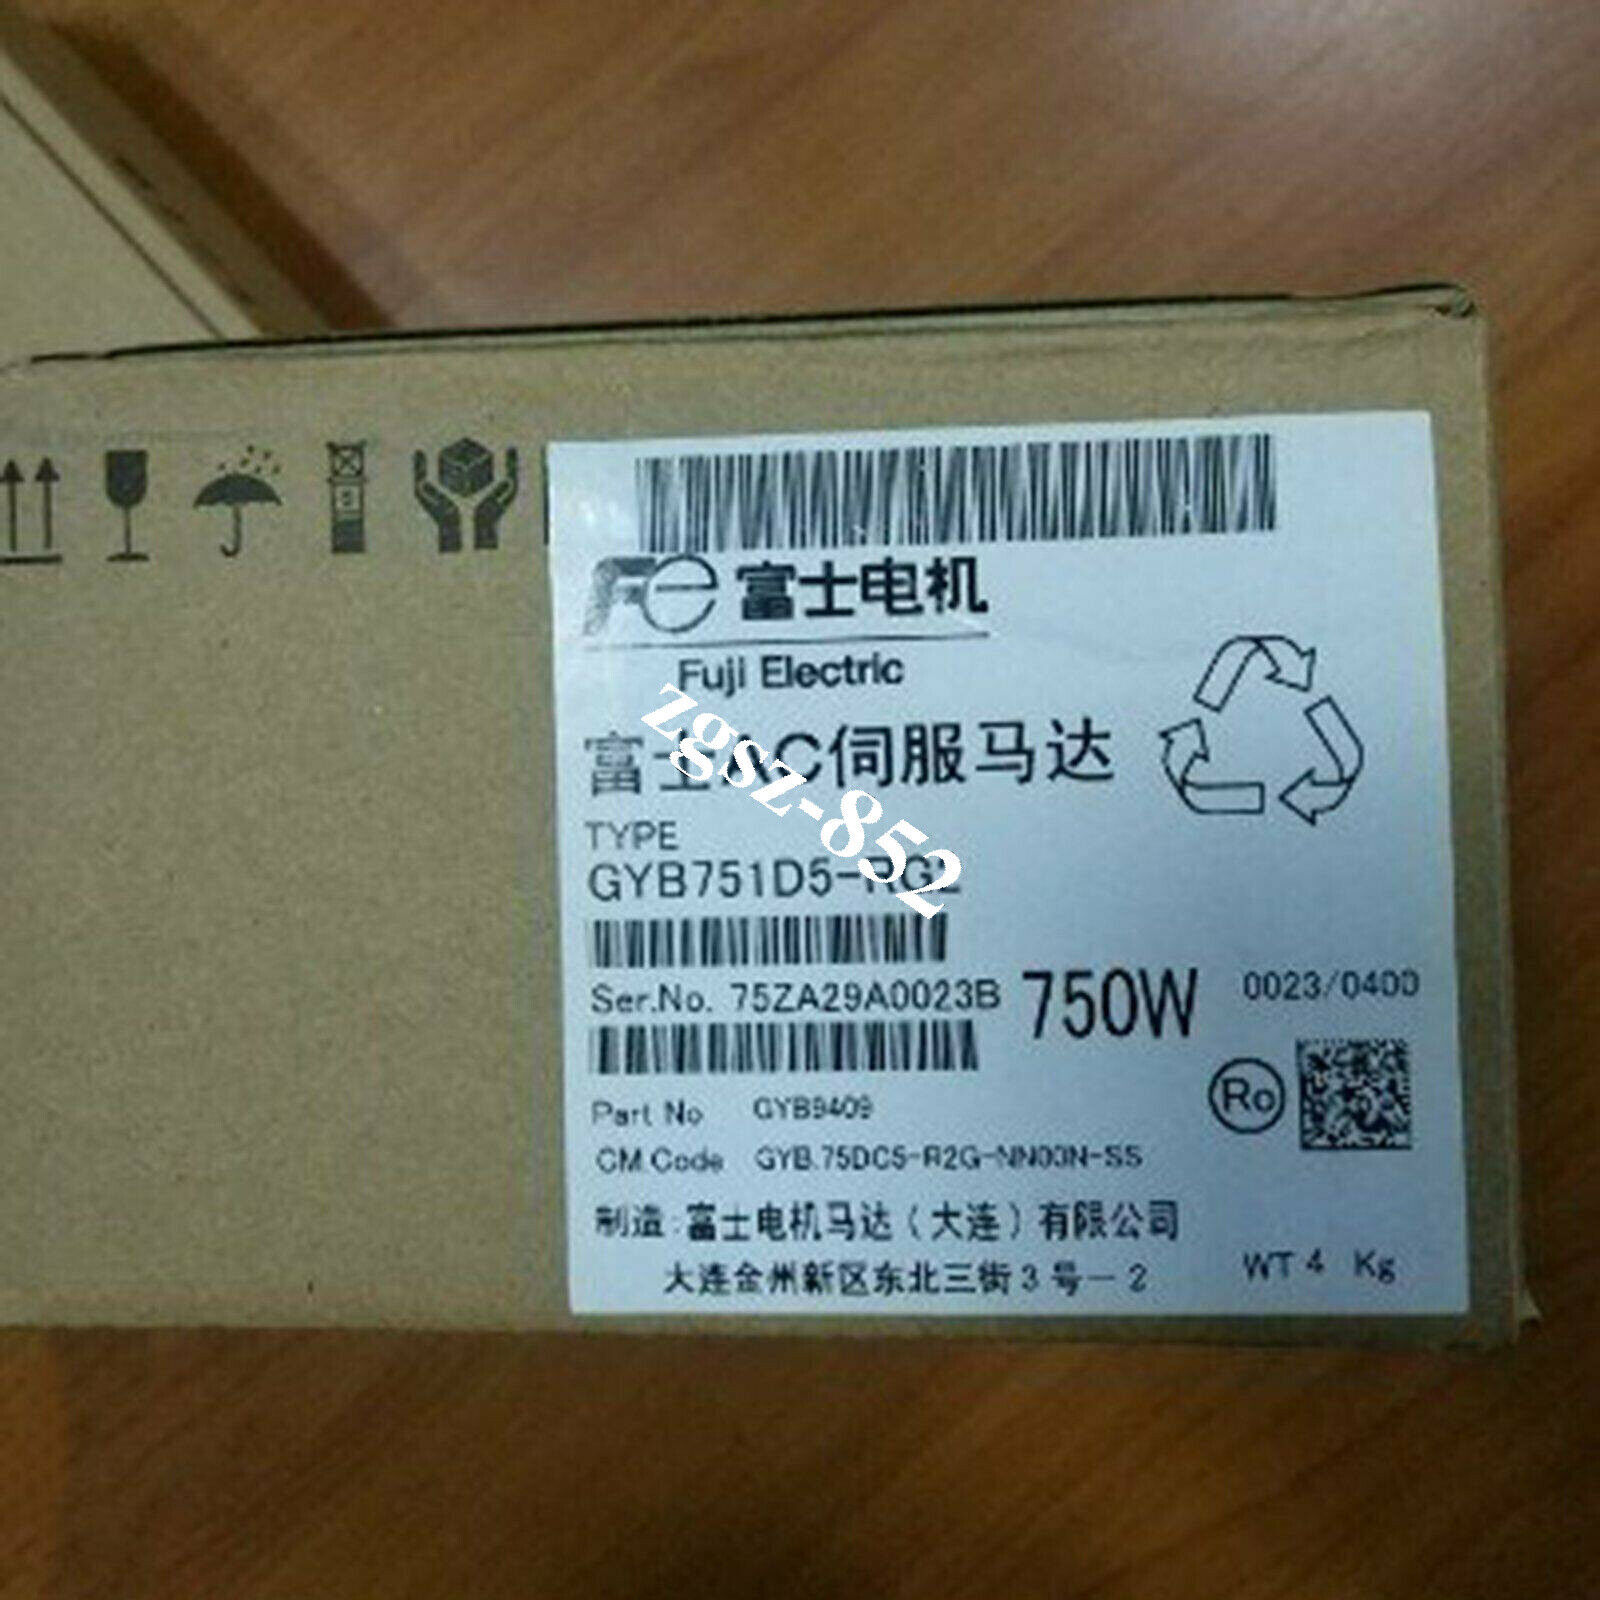 Fe 富士电机
Fuji Electric
富士AC伺服马达
TYPE
GYB751D5-RG2
Ser.No. 75ZA29A0023B
750W
0023/0400
Ro
Part No GYB9409
CM.Code GYB.75DC5-R2G-NN00N-SS
制造:富士电机马达(大连)有限公司
大连金州新区东北三街3号-2
WT 4 Kg
zgsz-852